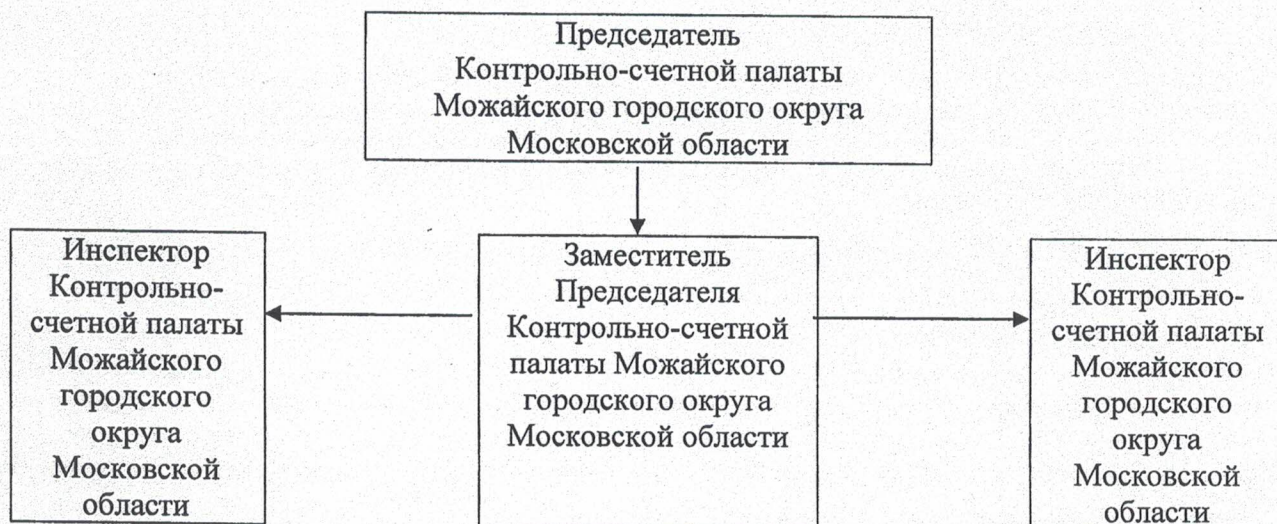 Председатель
Контрольно-счетной палаты
Можайского городского округа
Московской области
Инспектор
Контрольно-
счетной палаты
Можайского
городского
округа
Московской
области
Заместитель
Председателя
Контрольно-счетной
палаты Можайского
городского округа
Московской области
Инспектор
Контрольно-
счетной палаты
Можайского
городского
округа
Московской
области